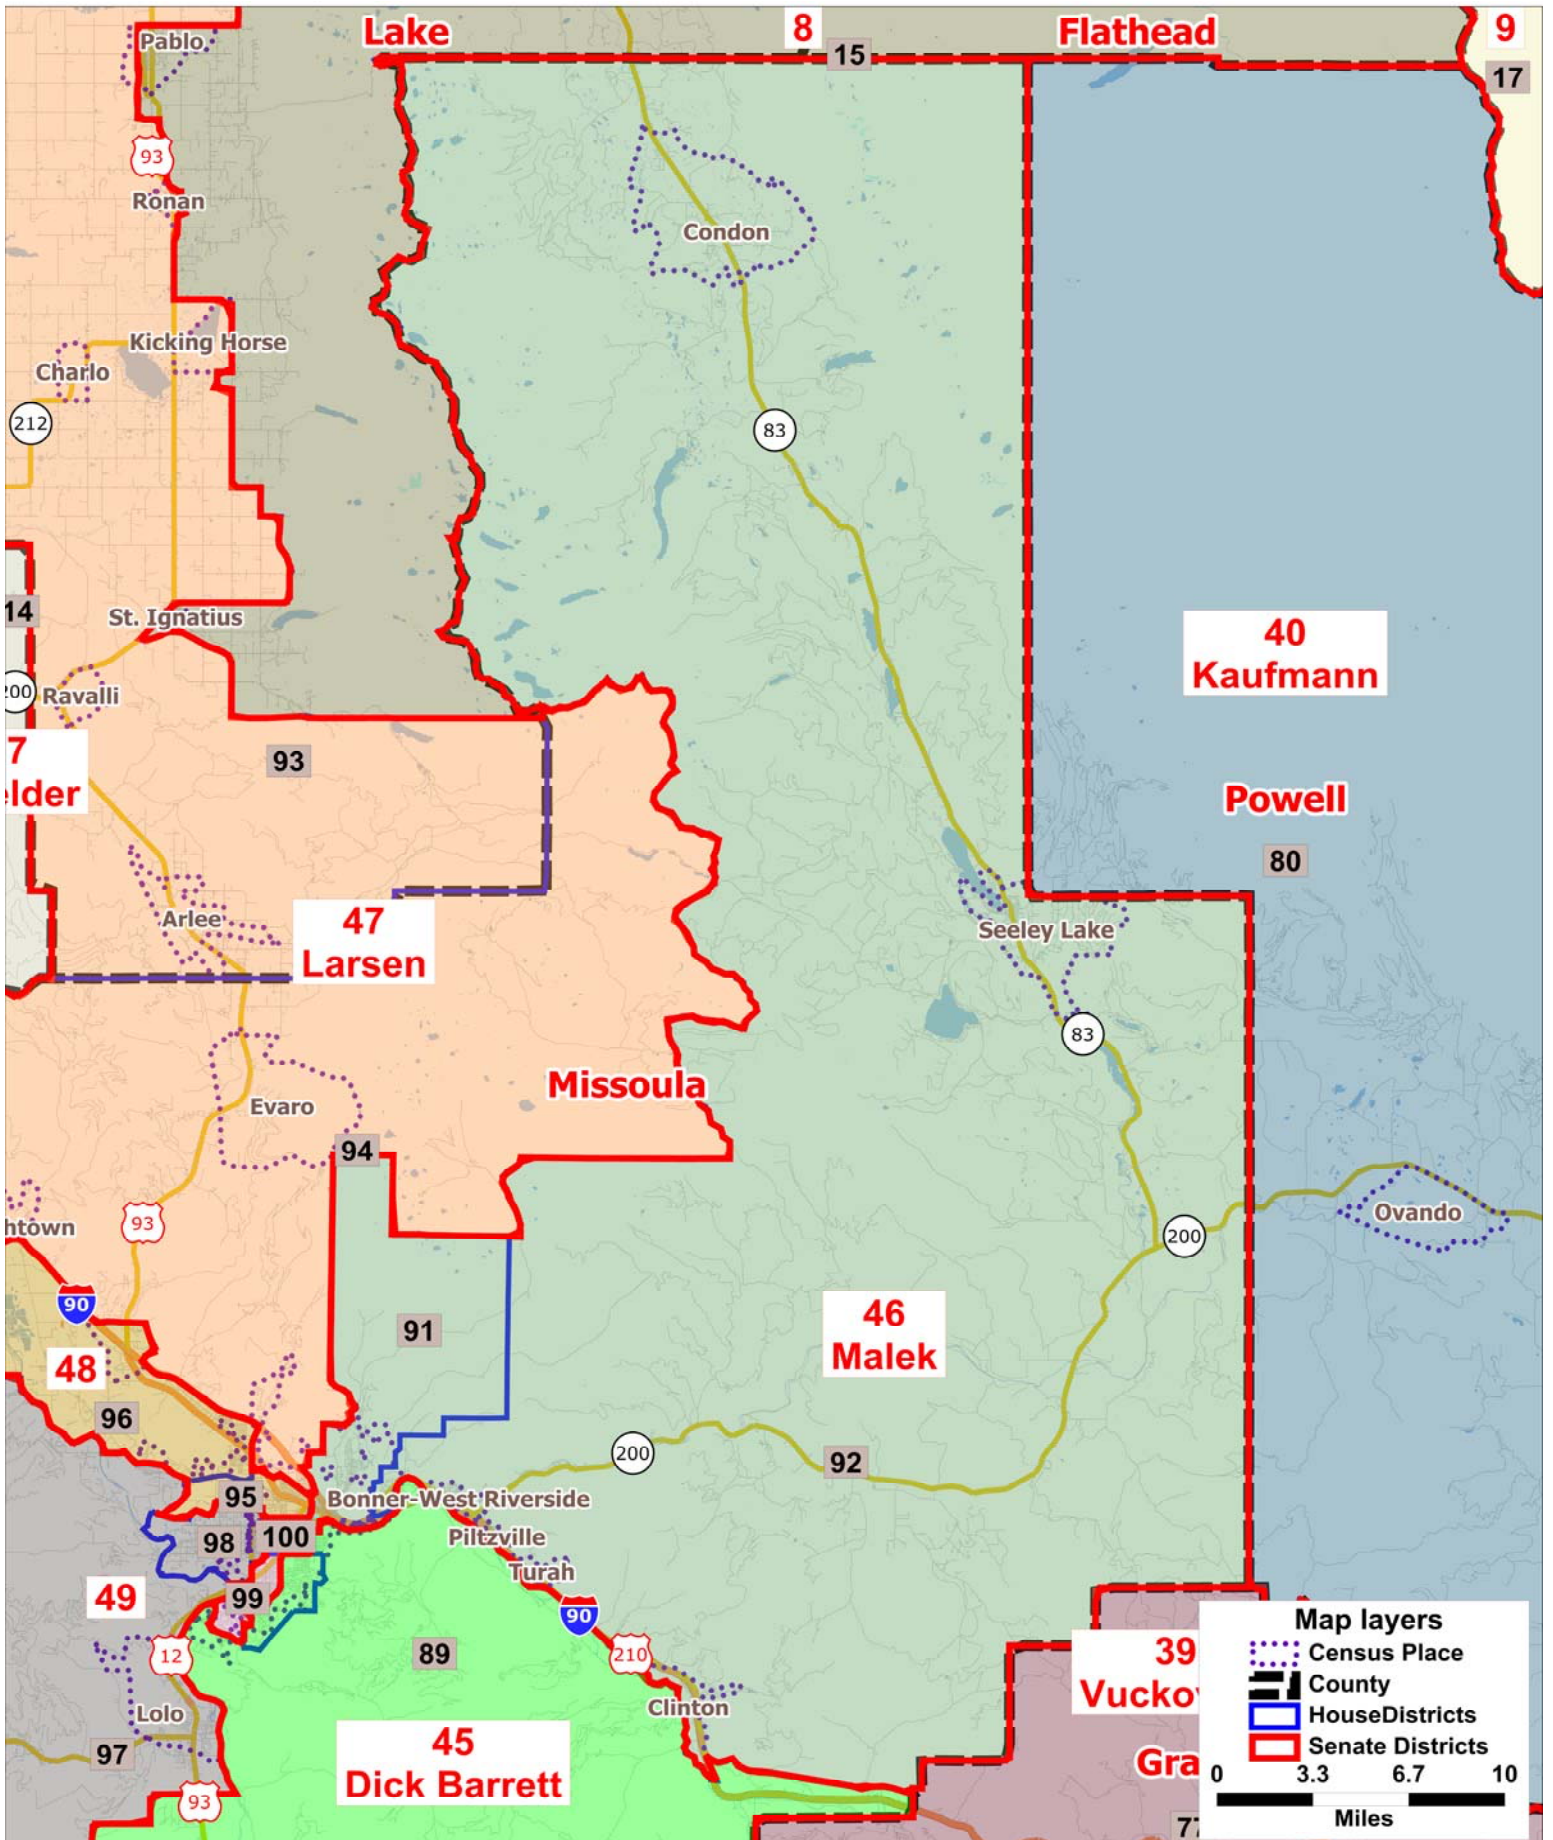 Pablo
Lake
8
15
Flathead
9
17
93
Ronan
Condon
Kicking Horse
Charlo
212
83
14
St. Ignatius
200
Ravalli
40
Kaufmann
7
elder
93
Powell
80
Arlee
47
Larsen
Seeley Lake
83
Missoula
Evaro
94
93
htown
Ovando
200
90
91
46
Malek
48
96
200
92
95
Bonner-West Riverside
98
100
Piltzville
Turah
49
99
90
12
89
210
Lolo
Clinton
97
45
Dick Barrett
93
39
Vucko
Gra
77
Map layers
Census Place
County
HouseDistricts
Senate Districts
0 3.3 6.7 10
Miles